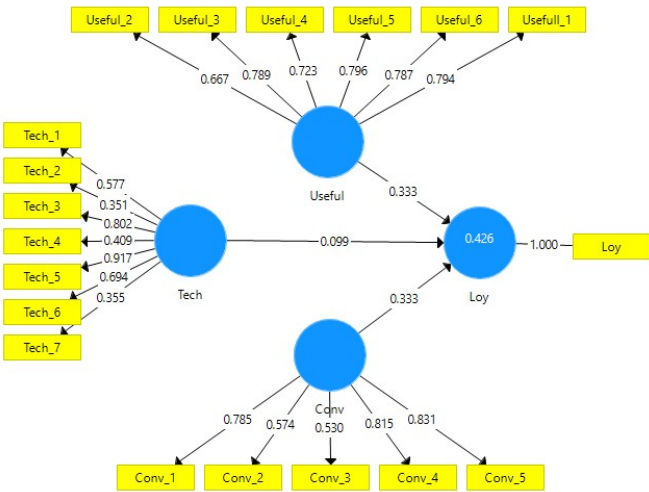 Useful_2 Useful_3 Useful_4 Useful_5 Useful_6 Usefull_1
0.667 0.789 0.723 0.796 0.787 0.794
Useful
Tech_1
Tech_2
Tech_3
Tech_4
Tech_5
Tech_6
Tech_7
0.577
0.351
0.802
0.409
0.917
0.694
0.355
Tech
0.333
0.099
0.333
0.426
Loy
1.000
Loy
Conv
0.785 0.574 0.530 0.815 0.831
Conv_1 Conv_2 Conv_3 Conv_4 Conv_5